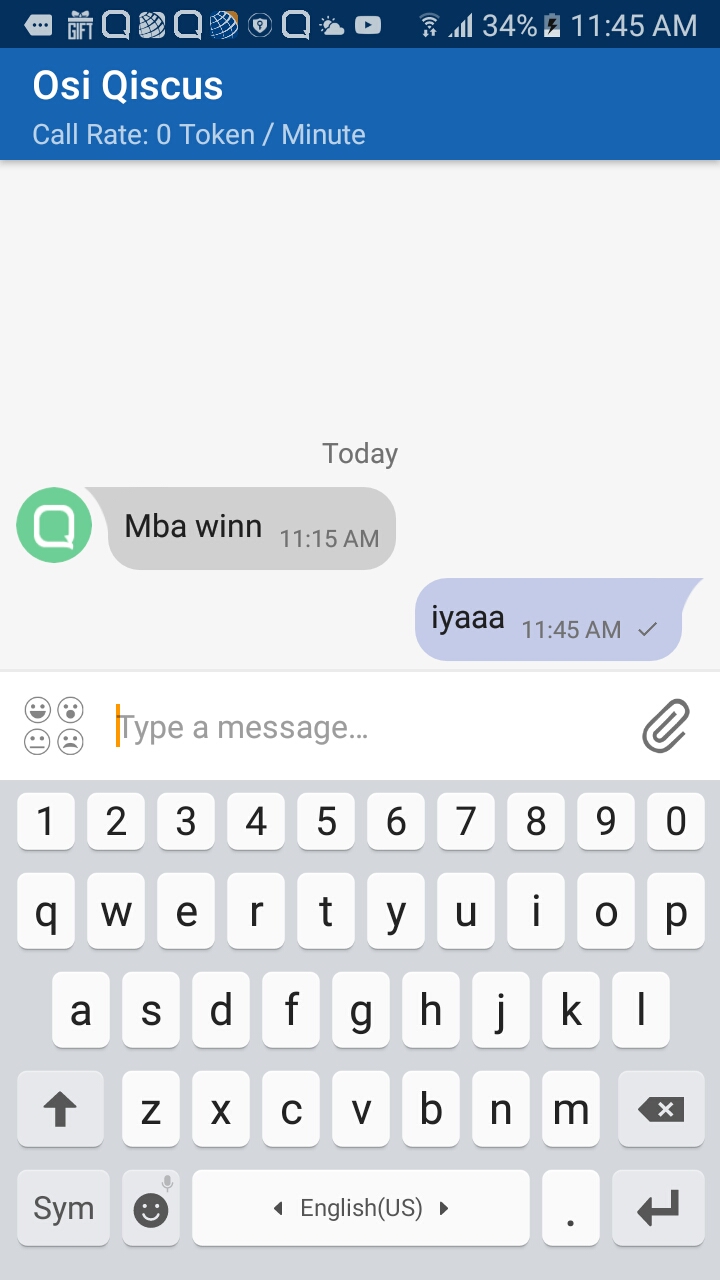 GIFT 34% 11:45 AM
Osi Qiscus
Call Rate: 0 Token / Minute
Today
Mba winn 11:15 AM
iyaaa 11:45 AM
Type a message...
1 2 3 4 5 6 7 8 9 0
q w e r t y u i o p
a s d f g h j k l
z x c v b n m
Sym English(US) .